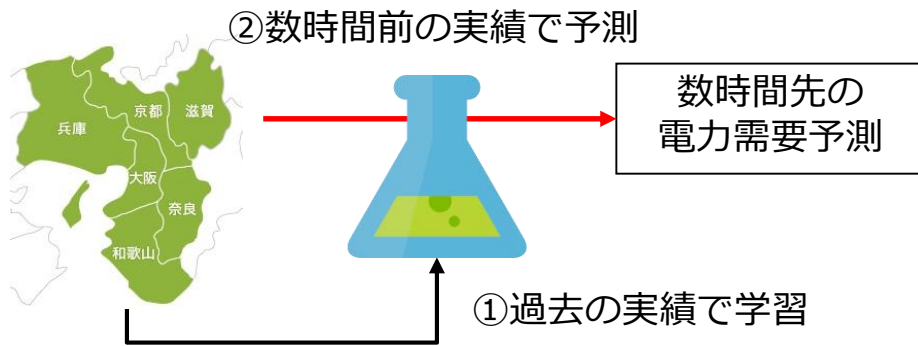 ②数時間前の実績で予測
兵庫
京都
滋賀
大阪
奈良
和歌山
数時間先の
電力需要予測
①過去の実績で学習